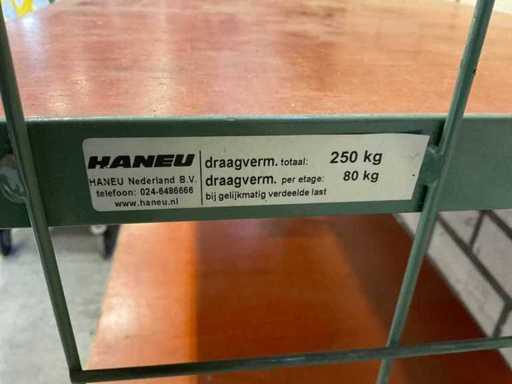 HANEU
HANEU Nederland B.V.
telefoon: 024-6486666
www.haneu.nl
draagverm. totaal: 250 kg
draagverm. per etage: 80 kg
bij gelijkmatig verdeelde last